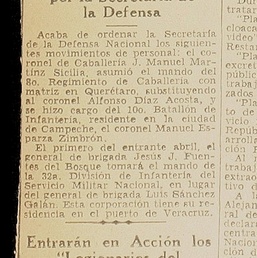 por la Secretaría de
la Defensa
Acaba de ordenar la Secretaría
de la Defensa Nacional los siguien-
tes movimientos de personal: el co-
ronel de Caballería J. Manuel Mar-
tínz Sicilia, asumió el mando del
8o. Regimiento de Caballería, con
matriz en Querétaro, substituyendo
al coronel Alfonso Díaz Acosta, y
se hizo cargo del 10o. Batallón de
Infantería, residente en la ciudad
de Campeche, el coronel Manuel Es-
parza Zimbrón.
El primero del entrante abril, el
general de brigada Jesús J. Fuen-
tes del Bosque tomará el mando de
la 32a. División de Infantería del
Servicio Militar Nacional, en lugar
del general de brigada Luis Sánchez
Galán. Esta corporación tiene su re-
sidencia en el puerto de Veracruz.
Entrarán en Acción los
"Legionarios del